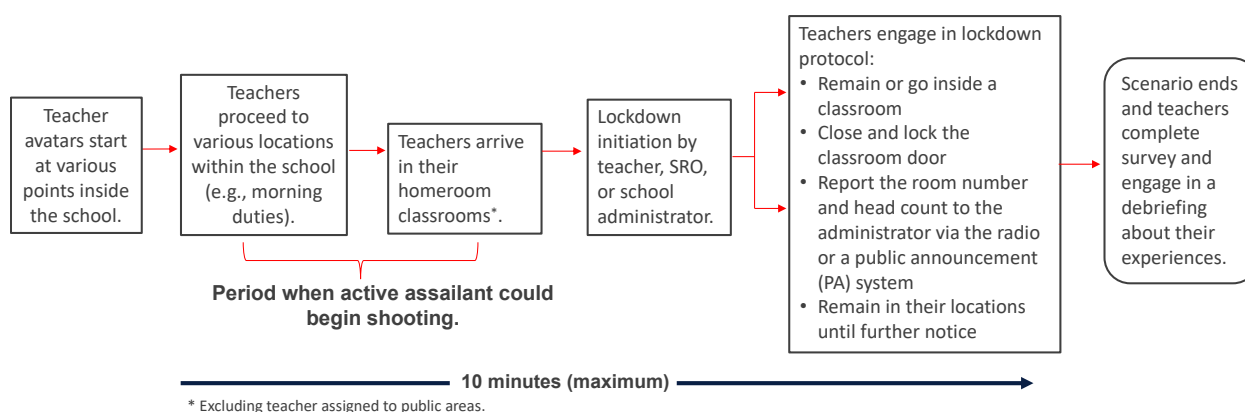 Teacher
avatars start
at various
points inside
the school.
Teachers
proceed to
various locations
within the school
(e.g., morning
duties).
Teachers arrive
in their
homeroom
classrooms*.
Period when active assailant could
begin shooting.
Lockdown
initiation by
teacher, SRO,
or school
administrator.
Teachers engage in lockdown
protocol:
• Remain or go inside a
classroom
• Close and lock the
classroom door
• Report the room number
and head count to the
administrator via the radio
or a public announcement
(PA) system
• Remain in their locations
until further notice
Scenario ends
and teachers
complete
survey and
engage in a
debriefing
about their
experiences.
10 minutes (maximum)
* Excluding teacher assigned to public areas.